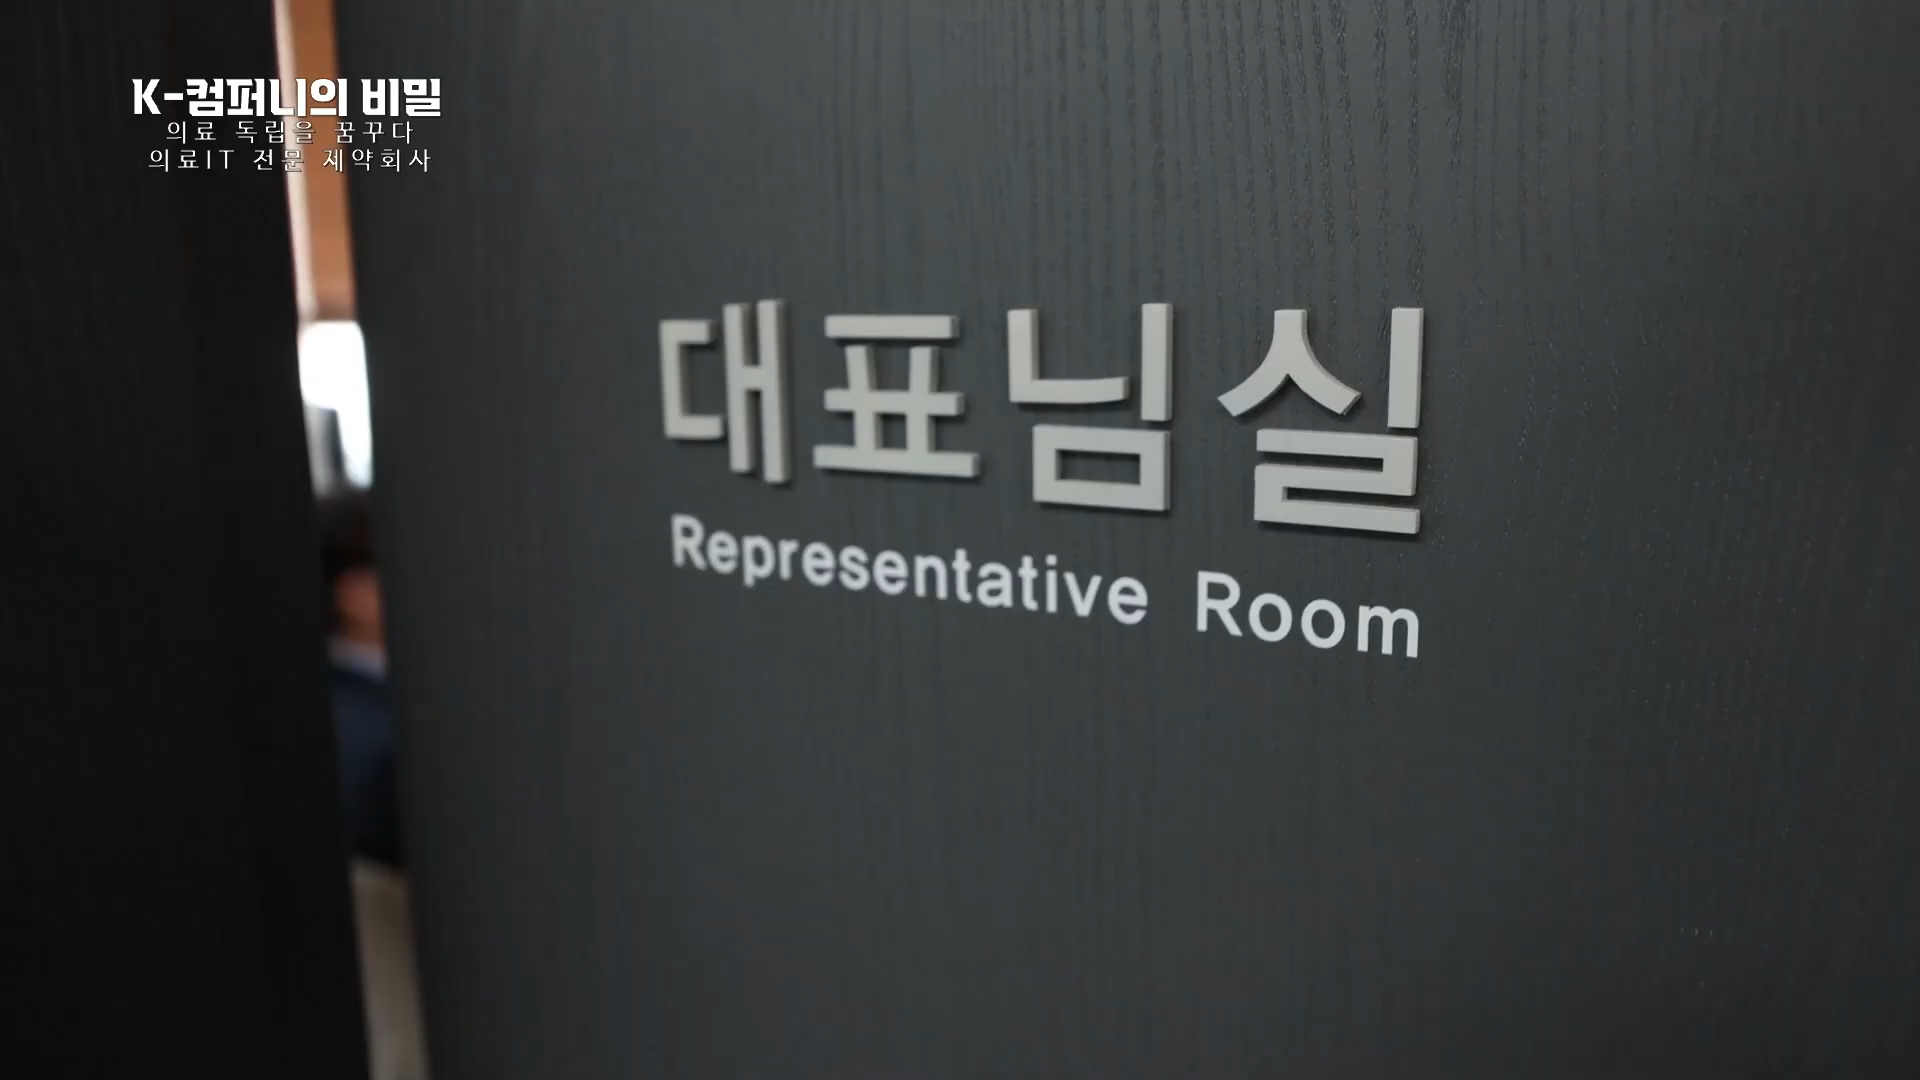 K-컴퍼니의 비밀
의료 독립을 꿈꾸다
의료IT 전문 제약회사
대표님실
Representative Room